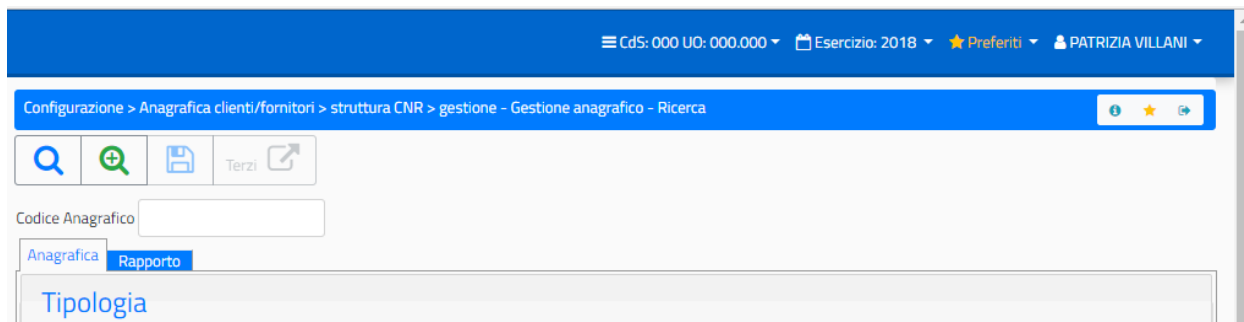 CdS: 000 UO: 000.000 Esercizio: 2018 Preferiti PATRIZIA VILLANI
Configurazione > Anagrafica clienti/fornitori > struttura CNR > gestione - Gestione anagrafico - Ricerca
Terzi
Codice Anagrafico
Anagrafica Rapporto
Tipologia